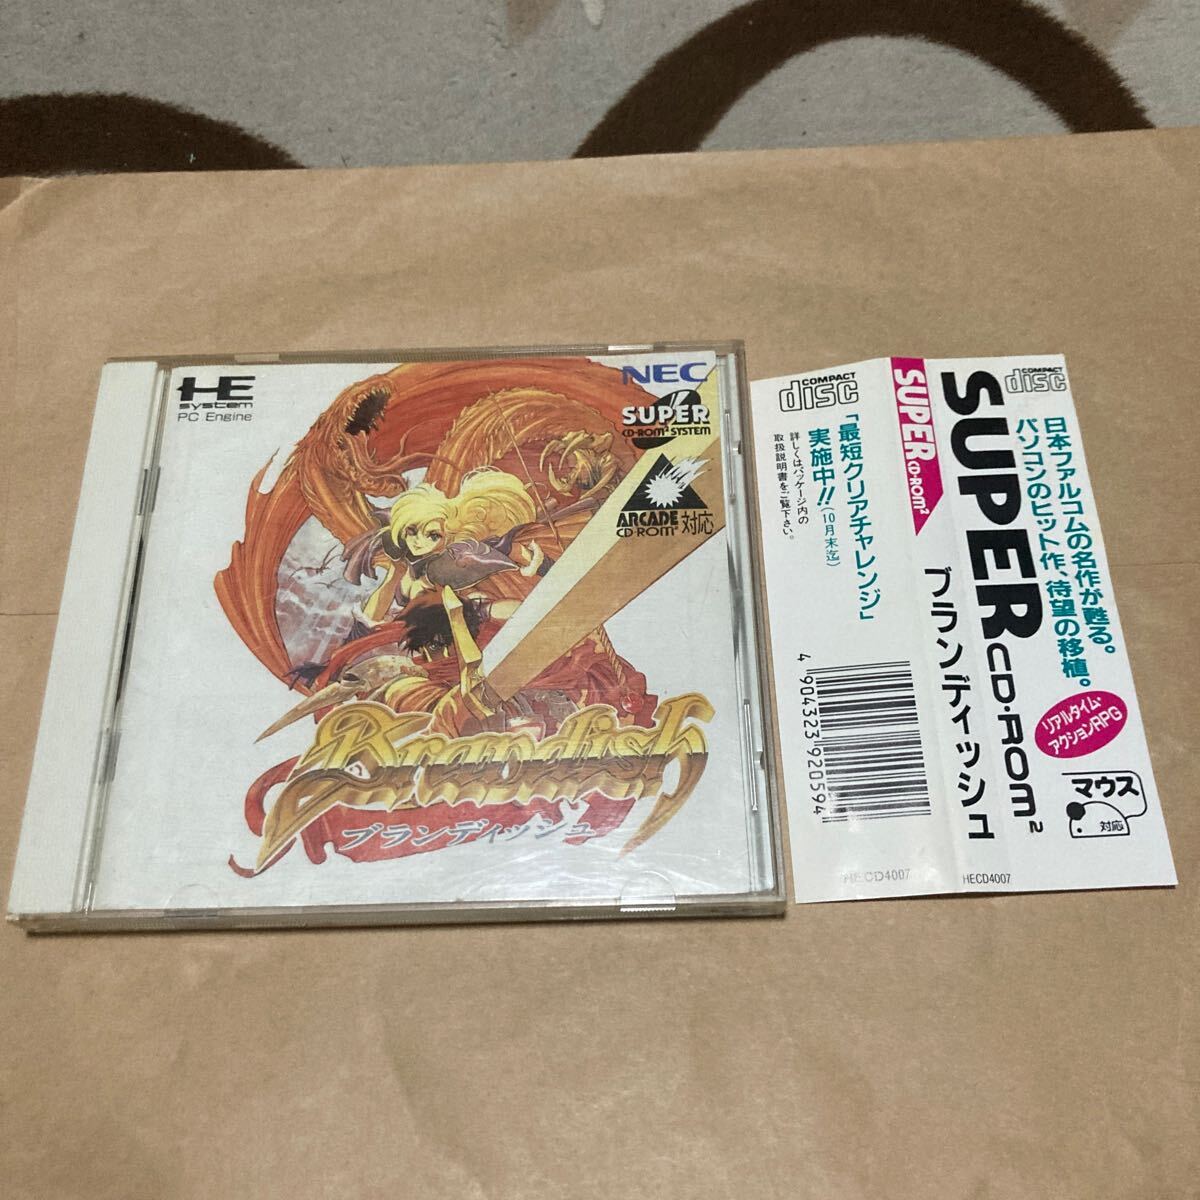 HE
system
PC Engine
NEC
SUPER
CD-ROM² SYSTEM
ARCADE
CD-ROM²
対応
Brandish
ブランディッシュ
COMPACT
disc
「最短クリアチャレンジ」
実施中!!(10月末迄)
詳しくはパッケージ内の
取扱説明書をご覧下さい。
4904323920594
HECD4007
SUPER CD-ROM²
COMPACT
disc
SUPER CD-ROM²
ブランディッシュ
HECD4007
日本ファルコムの名作が甦る。
パソコンのヒット作、待望の移植。
リアルタイム・
アクションRPG
マウス
対応